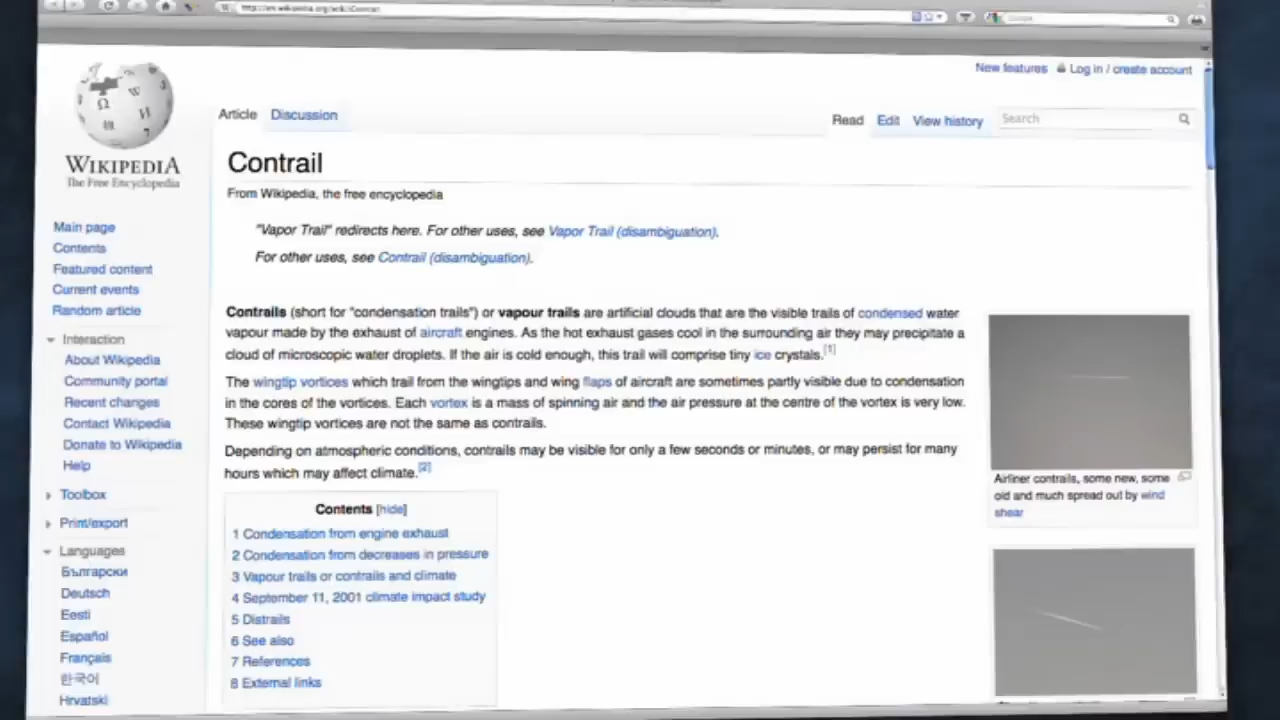 New features Log in / create account
WIKIPEDIA
The Free Encyclopedia
Article Discussion
Read Edit View history
Search
Contrail
From Wikipedia, the free encyclopedia
"Vapor Trail" redirects here. For other uses, see Vapor Trail (disambiguation).
For other uses, see Contrail (disambiguation).
Contrails (short for "condensation trails") or vapour trails are artificial clouds that are the visible trails of condensed water
vapour made by the exhaust of aircraft engines. As the hot exhaust gases cool in the surrounding air they may precipitate a
cloud of microscopic water droplets. If the air is cold enough, this trail will comprise tiny ice crystals.[1]
The wingtip vortices which trail from the wingtips and wing flaps of aircraft are sometimes partly visible due to condensation
in the cores of the vortices. Each vortex is a mass of spinning air and the air pressure at the centre of the vortex is very low.
These wingtip vortices are not the same as contrails.
Depending on atmospheric conditions, contrails may be visible for only a few seconds or minutes, or may persist for many
hours which may affect climate.[2]
Contents [hide]
1 Condensation from engine exhaust
2 Condensation from decreases in pressure
3 Vapour trails or contrails and climate
4 September 11, 2001 climate impact study
5 Distrails
6 See also
7 References
8 External links
Airliner contrails, some new, some
old and much spread out by wind
shear
Main page
Contents
Featured content
Current events
Random article
Interaction
About Wikipedia
Community portal
Recent changes
Contact Wikipedia
Donate to Wikipedia
Help
Toolbox
Print/export
Languages
Български
Deutsch
Eesti
Español
Français
한국어
Hrvatski